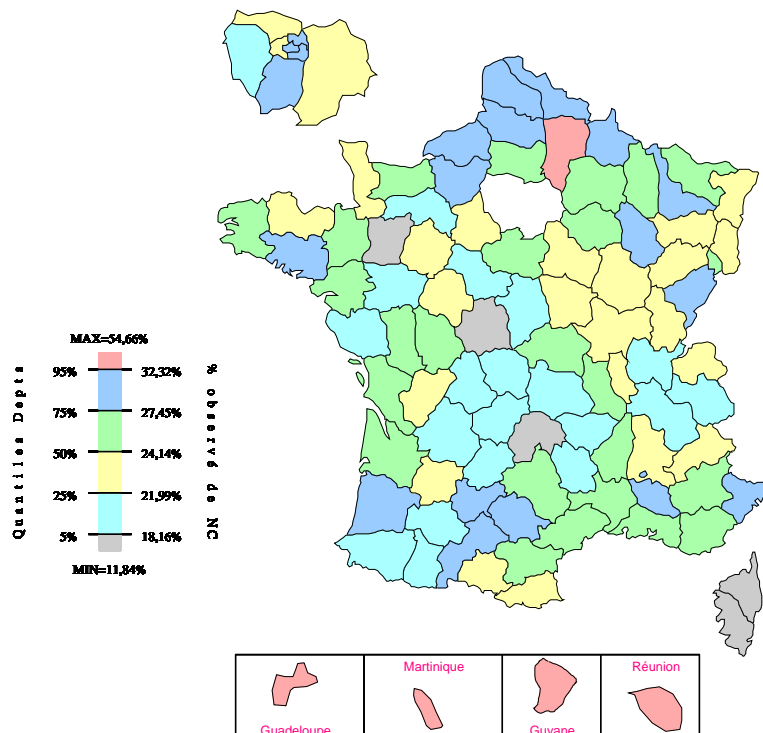 MAX=54,66%
95% 32,32%
75% 27,45%
50% 24,14%
25% 21,99%
5% 18,16%
MIN=11,84%
Quantiles Depts
% observé de NC
Martinique Réunion
Guadeloupe Guyane